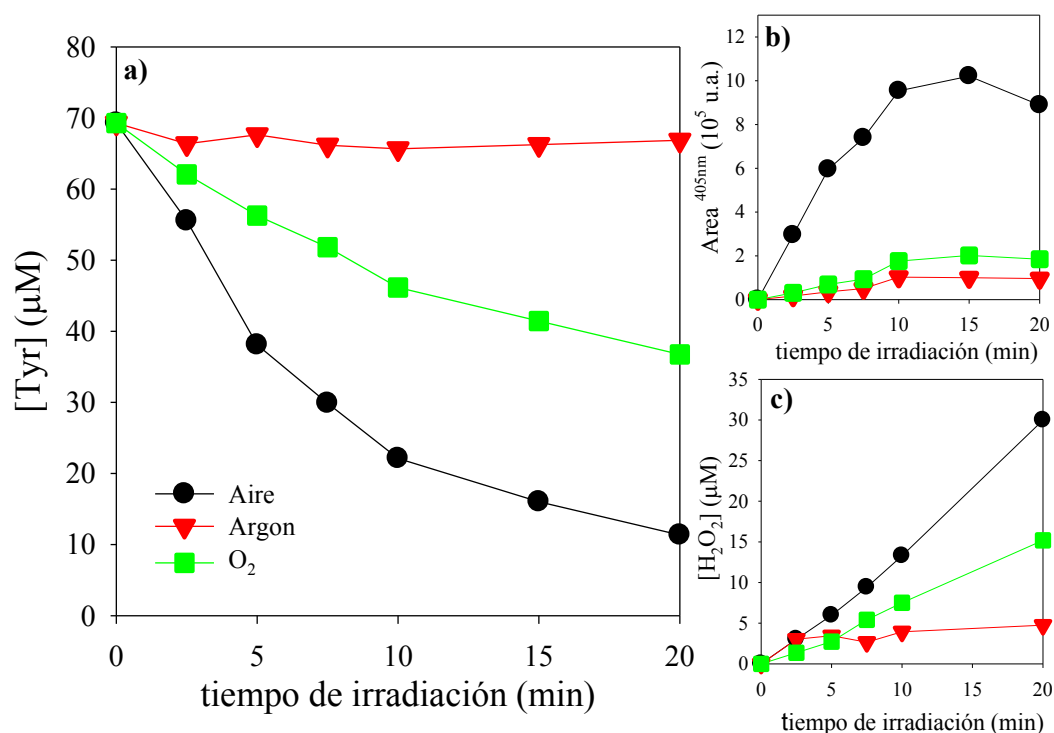 a)
80
70
60
50
40
30
20
10
0
[Tyr] (µM)
Aire
Argon
O₂
0 5 10 15 20
tiempo de irradiación (min)
b)
12
10
8
6
4
2
0
Area ⁴⁰⁵ⁿᵐ (10⁵ u.a.)
0 5 10 15 20
tiempo de irradiación (min)
c)
35
30
25
20
15
10
5
0
[H₂O₂] (µM)
0 5 10 15 20
tiempo de irradiación (min)